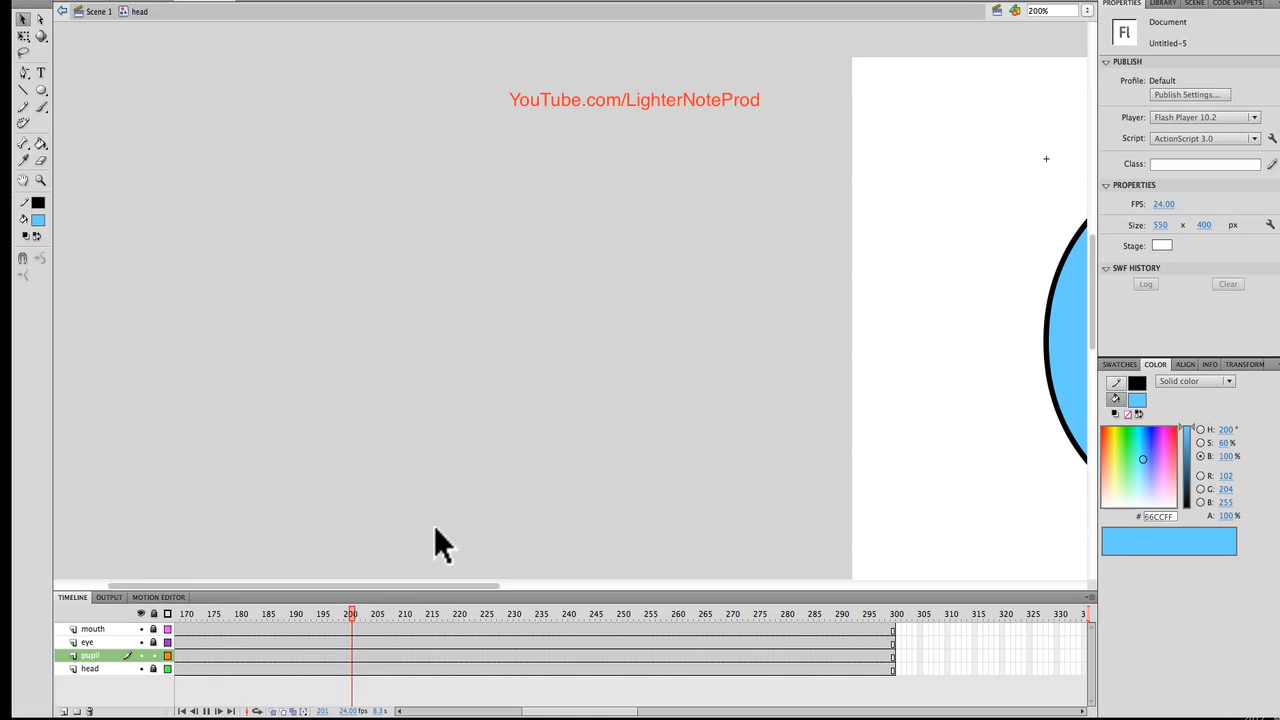 Scene 1 head
200%
PROPERTIES LIBRARY SCENE CODE SNIPPETS
Fl
Document
Untitled-5
YouTube.com/LighterNoteProd
PUBLISH
Profile: Default
Publish Settings...
Player: Flash Player 10.2
Script: ActionScript 3.0
Class:
PROPERTIES
FPS: 24.00
Size: 550 x 400 px
Stage:
SWF HISTORY
Log Clear
SWATCHES COLOR ALIGN INFO TRANSFORM
Solid color
H: 200 °
S: 60 %
B: 100 %
R: 102
G: 204
B: 255
# 66CCFF A: 100 %
TIMELINE OUTPUT MOTION EDITOR
170 175 180 185 190 195 200 205 210 215 220 225 230 235 240 245 250 255 260 265 270 275 280 285 290 295 300 305 310 315 320 325 330
mouth
eye
pupil
head
201 24.00 fps 8.3 s